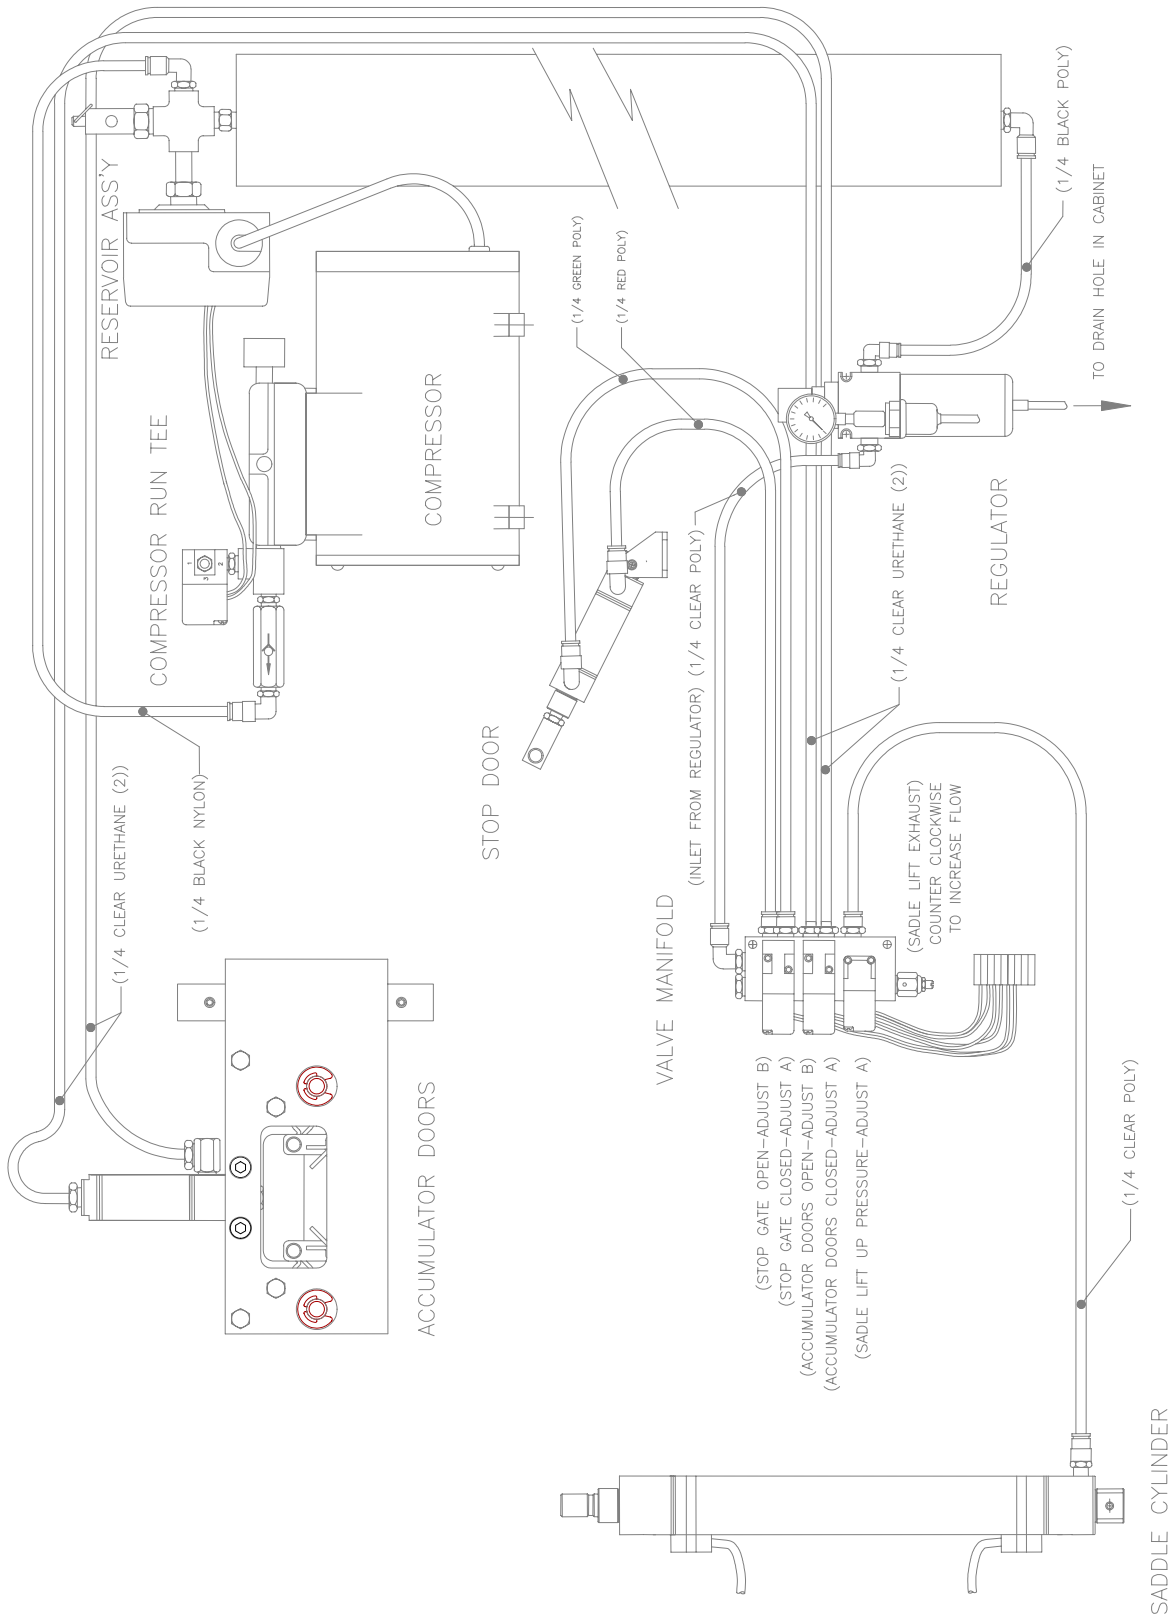 RESERVOIR ASS'Y
COMPRESSOR RUN TEE
COMPRESSOR
1
2
3
(1/4 BLACK NYLON)
(1/4 CLEAR URETHANE (2))
ACCUMULATOR DOORS
STOP DOOR
(1/4 GREEN POLY)
(1/4 RED POLY)
(INLET FROM REGULATOR) (1/4 CLEAR POLY)
(1/4 CLEAR URETHANE (2))
REGULATOR
(1/4 BLACK POLY)
TO DRAIN HOLE IN CABINET
VALVE MANIFOLD
(SADLE LIFT EXHAUST)
COUNTER CLOCKWISE
TO INCREASE FLOW
(STOP GATE OPEN-ADJUST B)
(STOP GATE CLOSED-ADJUST A)
(ACCUMULATOR DOORS OPEN-ADJUST B)
(ACCUMULATOR DOORS CLOSED-ADJUST A)
(SADLE LIFT UP PRESSURE-ADJUST A)
(1/4 CLEAR POLY)
SADDLE CYLINDER